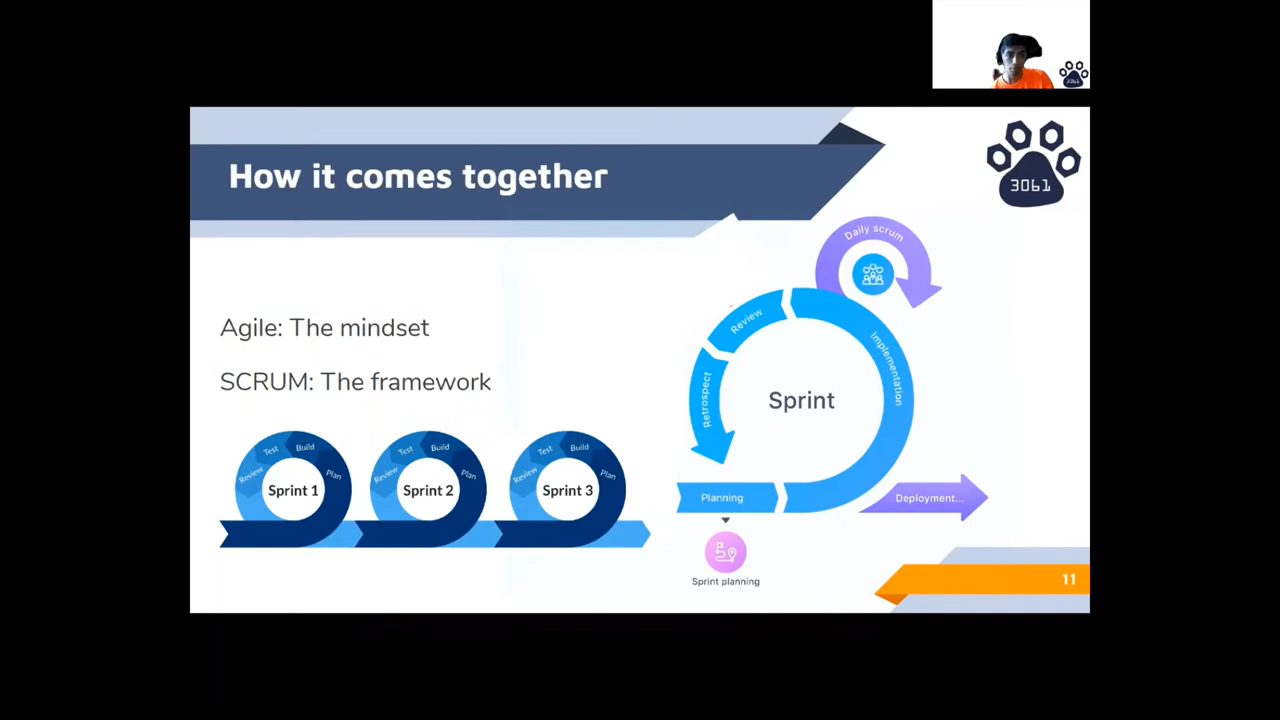 How it comes together
3061
Agile: The mindset
SCRUM: The framework
Review
Test
Build
Plan
Sprint 1
Review
Test
Build
Plan
Sprint 2
Review
Test
Build
Plan
Sprint 3
Daily scrum
Review
Implementation
Retrospect
Sprint
Planning
Deployment...
Sprint planning
11
3061